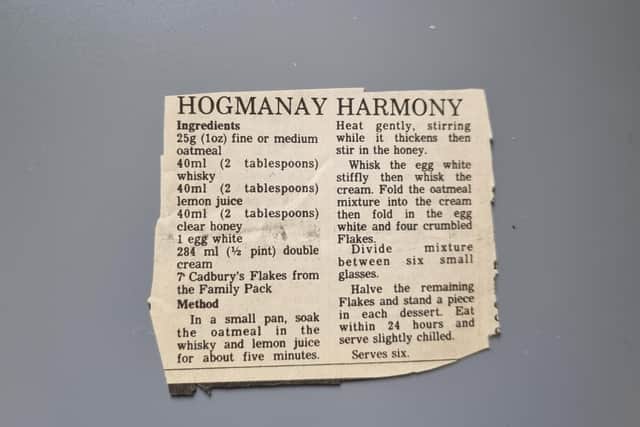 HOGMANAY HARMONY
Ingredients
25g (1oz) fine or medium
oatmeal
40ml (2 tablespoons)
whisky
40ml (2 tablespoons)
lemon juice
40ml (2 tablespoons)
clear honey
1 egg white
284 ml (½ pint) double
cream
7 Cadbury's Flakes from
the Family Pack
Method
In a small pan, soak
the oatmeal in the
whisky and lemon juice
for about five minutes.
Heat gently, stirring
while it thickens then
stir in the honey.
Whisk the egg white
stiffly then whisk the
cream. Fold the oatmeal
mixture into the cream
then fold in the egg
white and four crumbled
Flakes.
Divide mixture
between six small
glasses.
Halve the remaining
Flakes and stand a piece
in each dessert. Eat
within 24 hours and
serve slightly chilled.
Serves six.